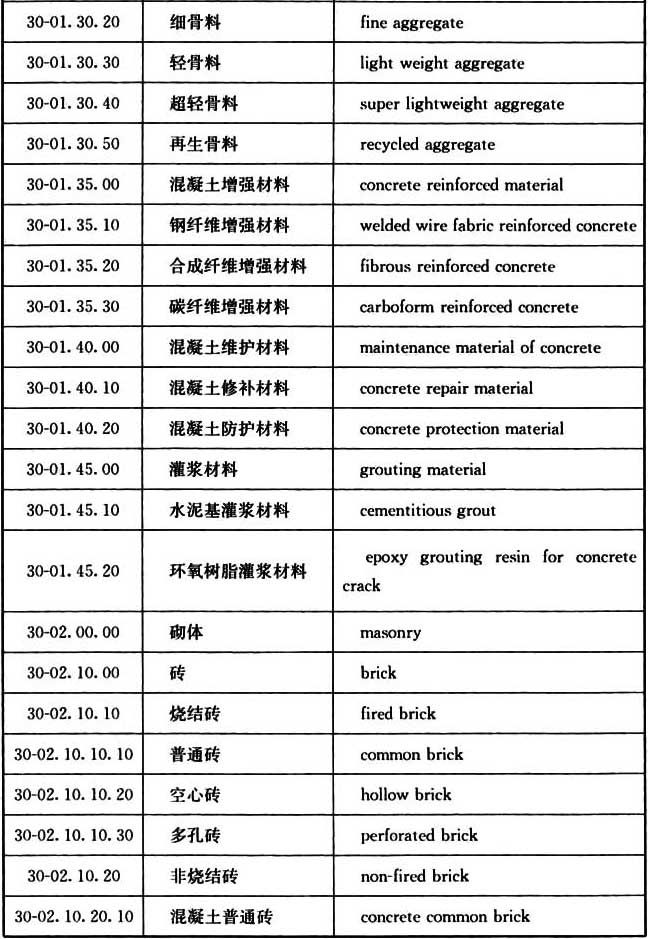 30-01.30.20 细骨料 fine aggregate
30-01.30.30 轻骨料 light weight aggregate
30-01.30.40 超轻骨料 super lightweight aggregate
30-01.30.50 再生骨料 recycled aggregate
30-01.35.00 混凝土增强材料 concrete reinforced material
30-01.35.10 钢纤维增强材料 welded wire fabric reinforced concrete
30-01.35.20 合成纤维增强材料 fibrous reinforced concrete
30-01.35.30 碳纤维增强材料 carboform reinforced concrete
30-01.40.00 混凝土维护材料 maintenance material of concrete
30-01.40.10 混凝土修补材料 concrete repair material
30-01.40.20 混凝土防护材料 concrete protection material
30-01.45.00 灌浆材料 grouting material
30-01.45.10 水泥基灌浆材料 cementitious grout
30-01.45.20 环氧树脂灌浆材料 epoxy grouting resin for concrete
crack
30-02.00.00 砌体 masonry
30-02.10.00 砖 brick
30-02.10.10 烧结砖 fired brick
30-02.10.10.10 普通砖 common brick
30-02.10.10.20 空心砖 hollow brick
30-02.10.10.30 多孔砖 perforated brick
30-02.10.20 非烧结砖 non-fired brick
30-02.10.20.10 混凝土普通砖 concrete common brick